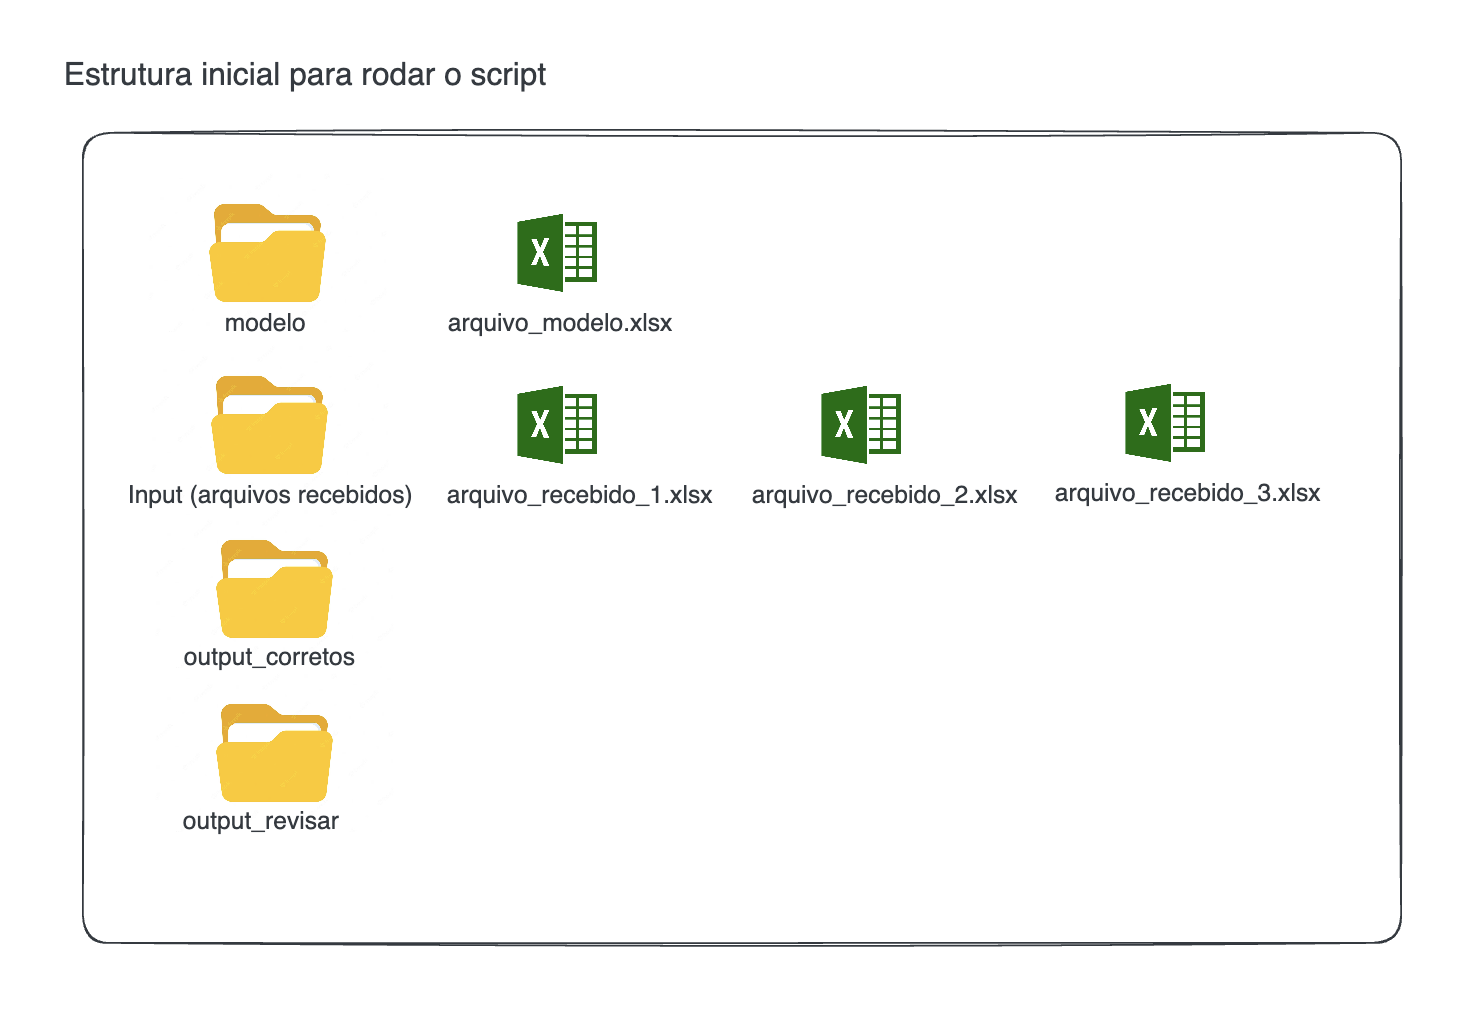 Estrutura inicial para rodar o script
X
modelo
arquivo_modelo.xlsx
X
X
X
Input (arquivos recebidos)
arquivo_recebido_1.xlsx
arquivo_recebido_2.xlsx
arquivo_recebido_3.xlsx
output_corretos
output_revisar